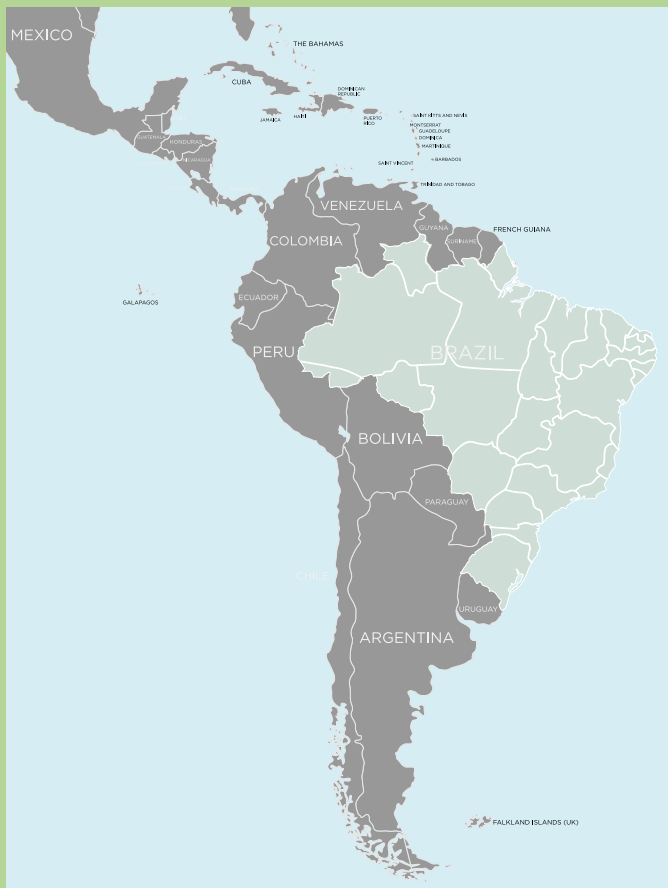 MEXICO
THE BAHAMAS
CUBA
DOMINICAN
REPUBLIC
JAMAICA
HAITI
PUERTO
RICO
SAINT KITTS AND NEVIS
MONTSERRAT
GUADELOUPE
DOMINICA
MARTINIQUE
SAINT VINCENT
BARBADOS
TRINIDAD AND TOBAGO
GUATEMALA
HONDURAS
NICARAGUA
VENEZUELA
GUYANA
SURINAME
FRENCH GUIANA
COLOMBIA
GALAPAGOS
ECUADOR
PERU
BRAZIL
BOLIVIA
PARAGUAY
CHILE
URUGUAY
ARGENTINA
FALKLAND ISLANDS (UK)